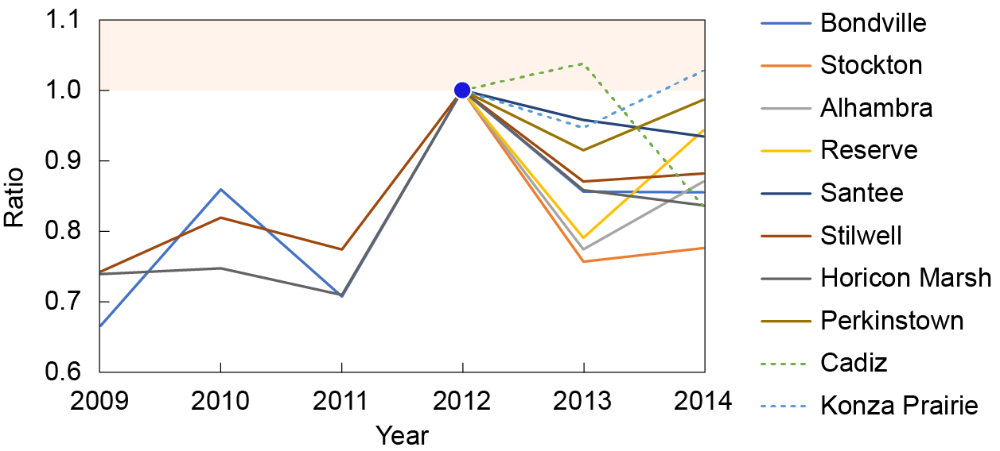 1.1
1.0
0.9
0.8
0.7
0.6
Ratio
2009 2010 2011 2012 2013 2014
Year
Bondville
Stockton
Alhambra
Reserve
Santee
Stilwell
Horicon Marsh
Perkinstown
Cadiz
Konza Prairie